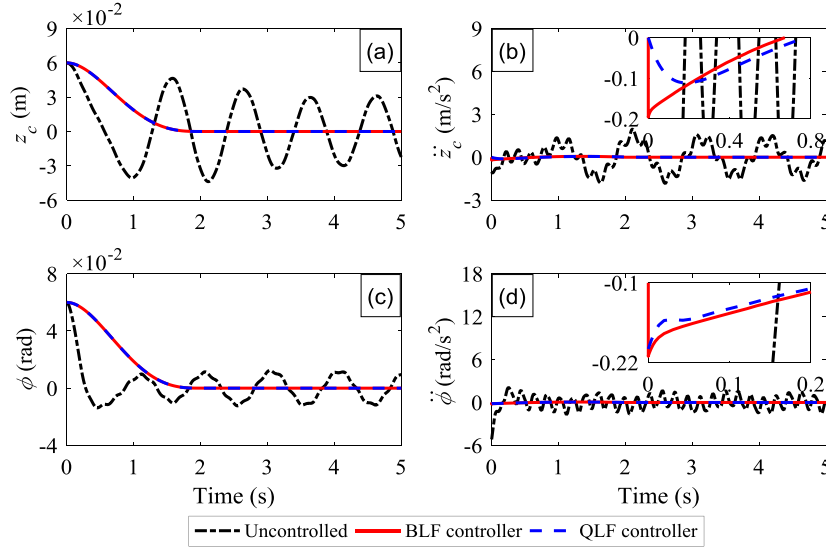 ×10⁻²
(a)
9
6
3
0
-3
-6
z_c (m)
0 1 2 3 4 5
(b)
9
6
3
0
-3
z̈_c (m/s²)
0 1 2 3 4 5
0
-0.1
-0.2
0 0.4 0.8
×10⁻²
(c)
8
4
0
-4
ϕ (rad)
0 1 2 3 4 5
Time (s)
(d)
18
12
6
0
-6
ϕ̈ (rad/s²)
0 1 2 3 4 5
Time (s)
-0.1
-0.22
0 0.1 0.2
Uncontrolled BLF controller QLF controller